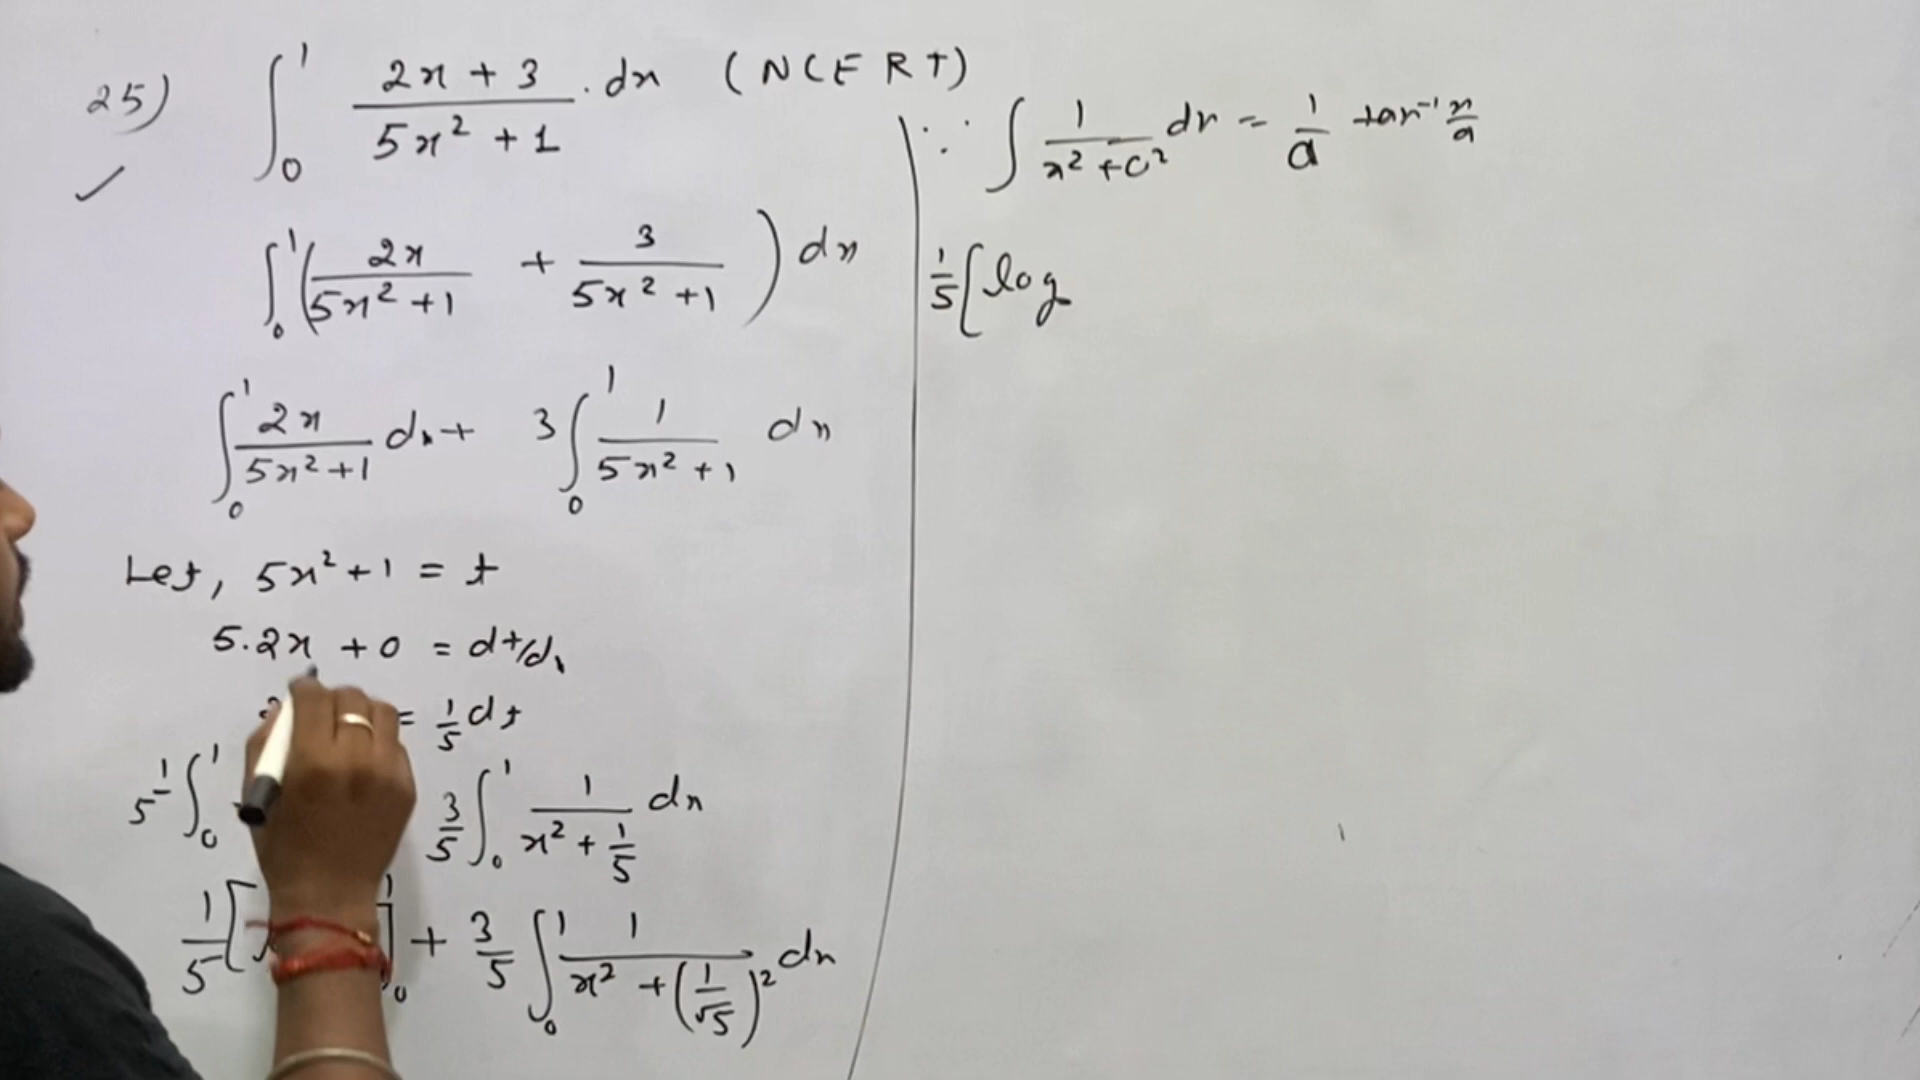 25) ∫₀¹ (2x + 3)/(5x² + 1) . dx (NCERT)
∫₀¹ (2x/(5x² + 1) + 3/(5x² + 1)) dx
∫₀¹ 2x/(5x² + 1) dx + 3 ∫₀¹ 1/(5x² + 1) dx
Let, 5x² + 1 = t
5.2x + 0 = dt/dx
= 1/5 dt
1/5 ∫₀¹ 3/5 ∫₀¹ 1/(x² + 1/5) dx
1/5 [ ]₀¹ + 3/5 ∫₀¹ 1/(x² + (1/√5)²) dx
∵ ∫ 1/(x² + a²) dx = 1/a tan⁻¹ x/a
1/5 [log